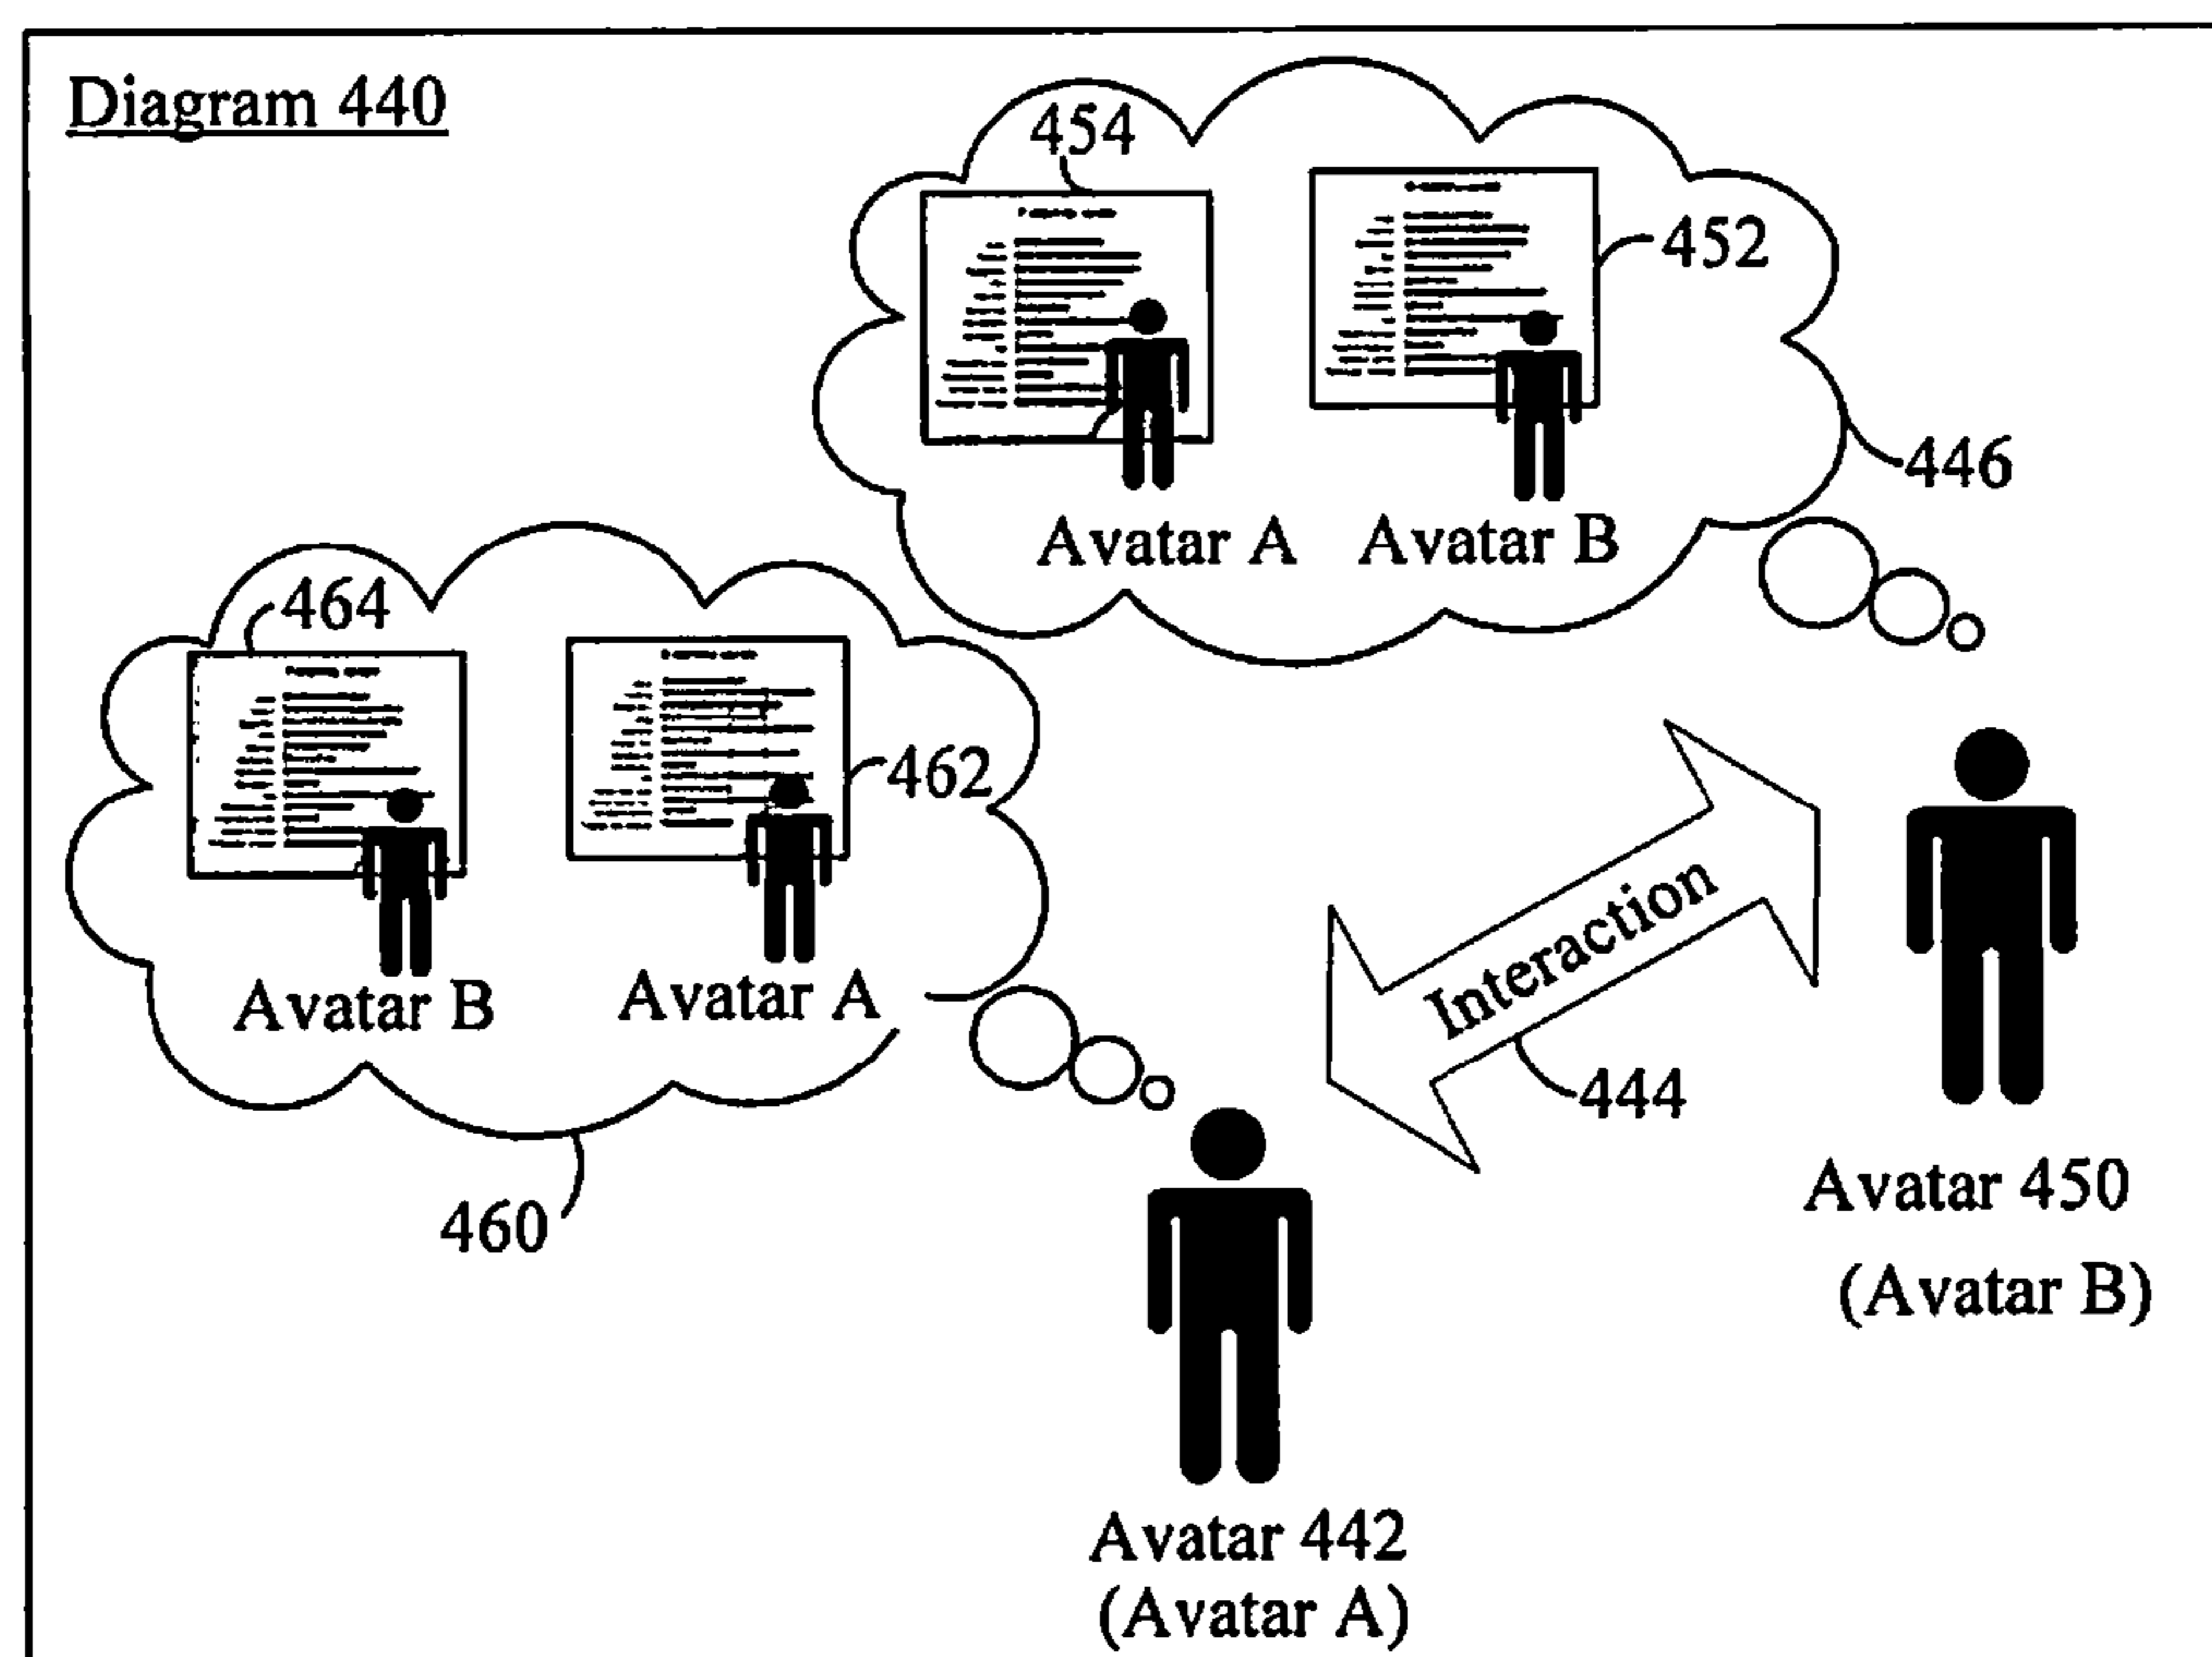 Diagram 440
454
452
446
Avatar A
Avatar B
464
462
Avatar B
Avatar A
Interaction
444
460
Avatar 450
(Avatar B)
Avatar 442
(Avatar A)